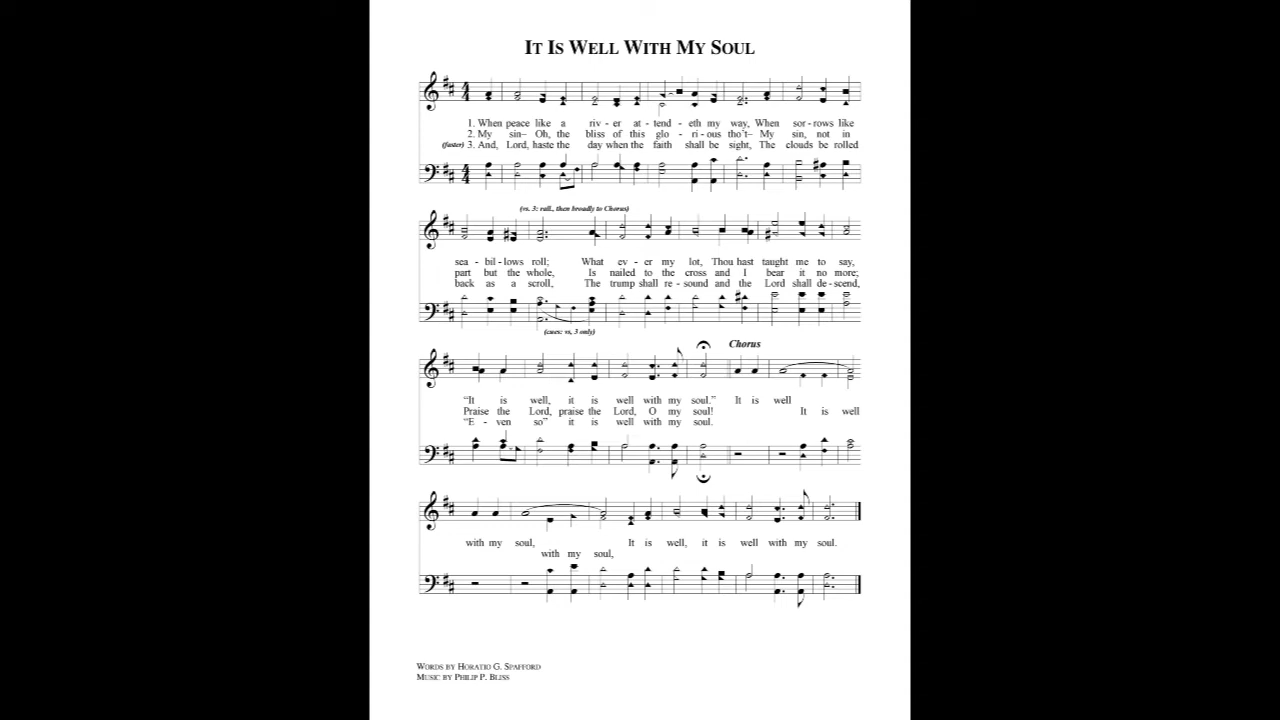 IT IS WELL WITH MY SOUL
1. When peace like a riv - er at - tend - eth my way, When sor - rows like
2. My sin– Oh, the bliss of this glo - ri - ous tho't– My sin, not in
(faster) 3. And, Lord, haste the day when the faith shall be sight, The clouds be rolled
(vs. 3: rall., then broadly to Chorus)
sea - bil - lows roll; What ev - er my lot, Thou hast taught me to say,
part but the whole, Is nailed to the cross and I bear it no more;
back as a scroll, The trump shall re - sound and the Lord shall de - scend,
(cues: vs, 3 only)
Chorus
“It is well, it is well with my soul.” It is well
Praise the Lord, praise the Lord, O my soul! It is well
“E - ven so” it is well with my soul.
with my soul, It is well, it is well with my soul.
with my soul,
WORDS BY HORATIO G. SPAFFORD
MUSIC BY PHILIP P. BLISS